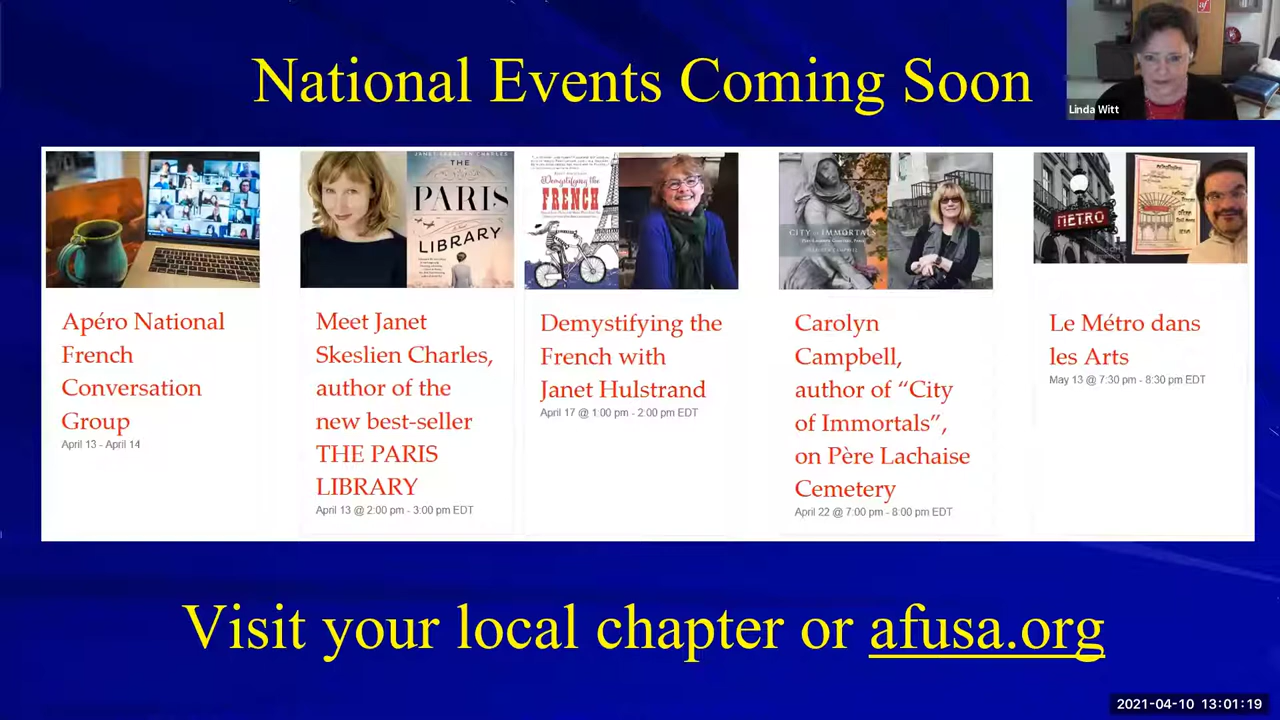 National Events Coming Soon
af
Linda Witt
JANET SKESLIEN CHARLES
THE
PARIS
LIBRARY
Demystifying the
FRENCH
CITY of IMMORTALS
MÉTRO
Apéro National
French
Conversation
Group
April 13 - April 14
Meet Janet
Skeslien Charles,
author of the
new best-seller
THE PARIS
LIBRARY
April 13 @ 2:00 pm - 3:00 pm EDT
Demystifying the
French with
Janet Hulstrand
April 17 @ 1:00 pm - 2:00 pm EDT
Carolyn
Campbell,
author of “City
of Immortals”,
on Père Lachaise
Cemetery
April 22 @ 7:00 pm - 8:00 pm EDT
Le Métro dans
les Arts
May 13 @ 7:30 pm - 8:30 pm EDT
Visit your local chapter or afusa.org
2021-04-10 13:01:19